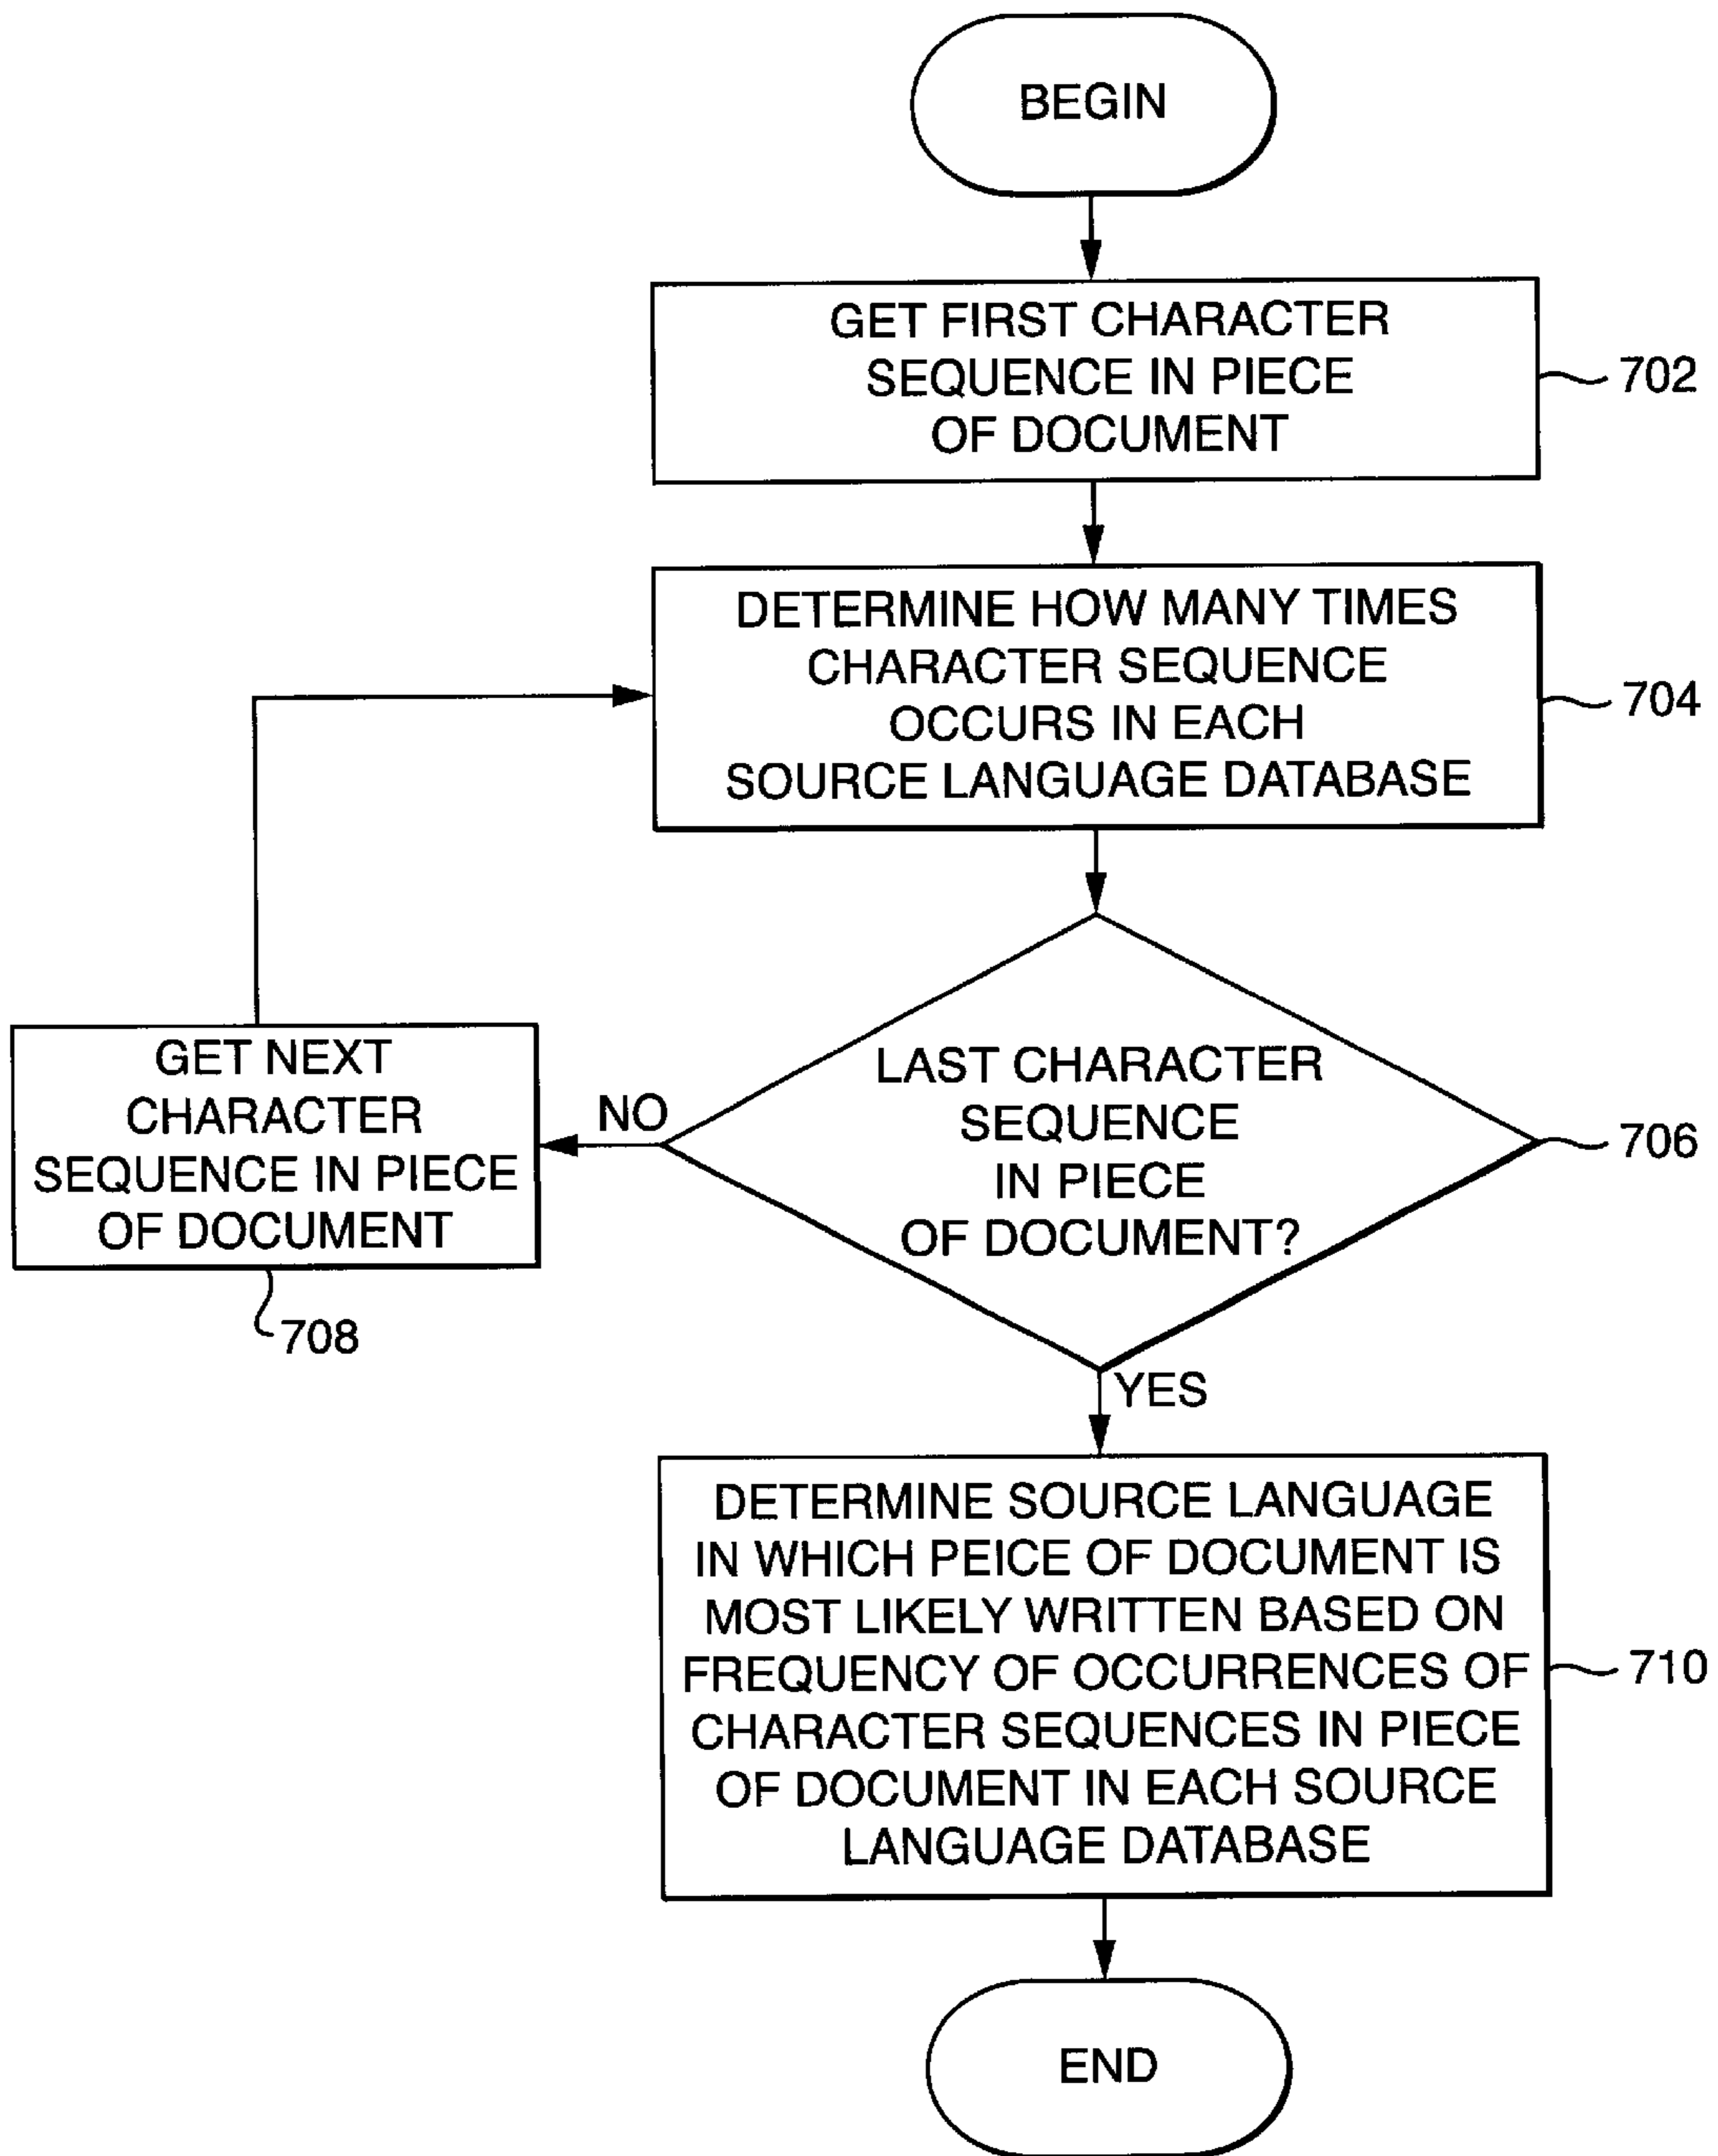 BEGIN
GET FIRST CHARACTER
SEQUENCE IN PIECE
OF DOCUMENT
702
DETERMINE HOW MANY TIMES
CHARACTER SEQUENCE
OCCURS IN EACH
SOURCE LANGUAGE DATABASE
704
LAST CHARACTER
SEQUENCE
IN PIECE
OF DOCUMENT?
706
NO
GET NEXT
CHARACTER
SEQUENCE IN PIECE
OF DOCUMENT
708
YES
DETERMINE SOURCE LANGUAGE
IN WHICH PEICE OF DOCUMENT IS
MOST LIKELY WRITTEN BASED ON
FREQUENCY OF OCCURRENCES OF
CHARACTER SEQUENCES IN PIECE
OF DOCUMENT IN EACH SOURCE
LANGUAGE DATABASE
710
END